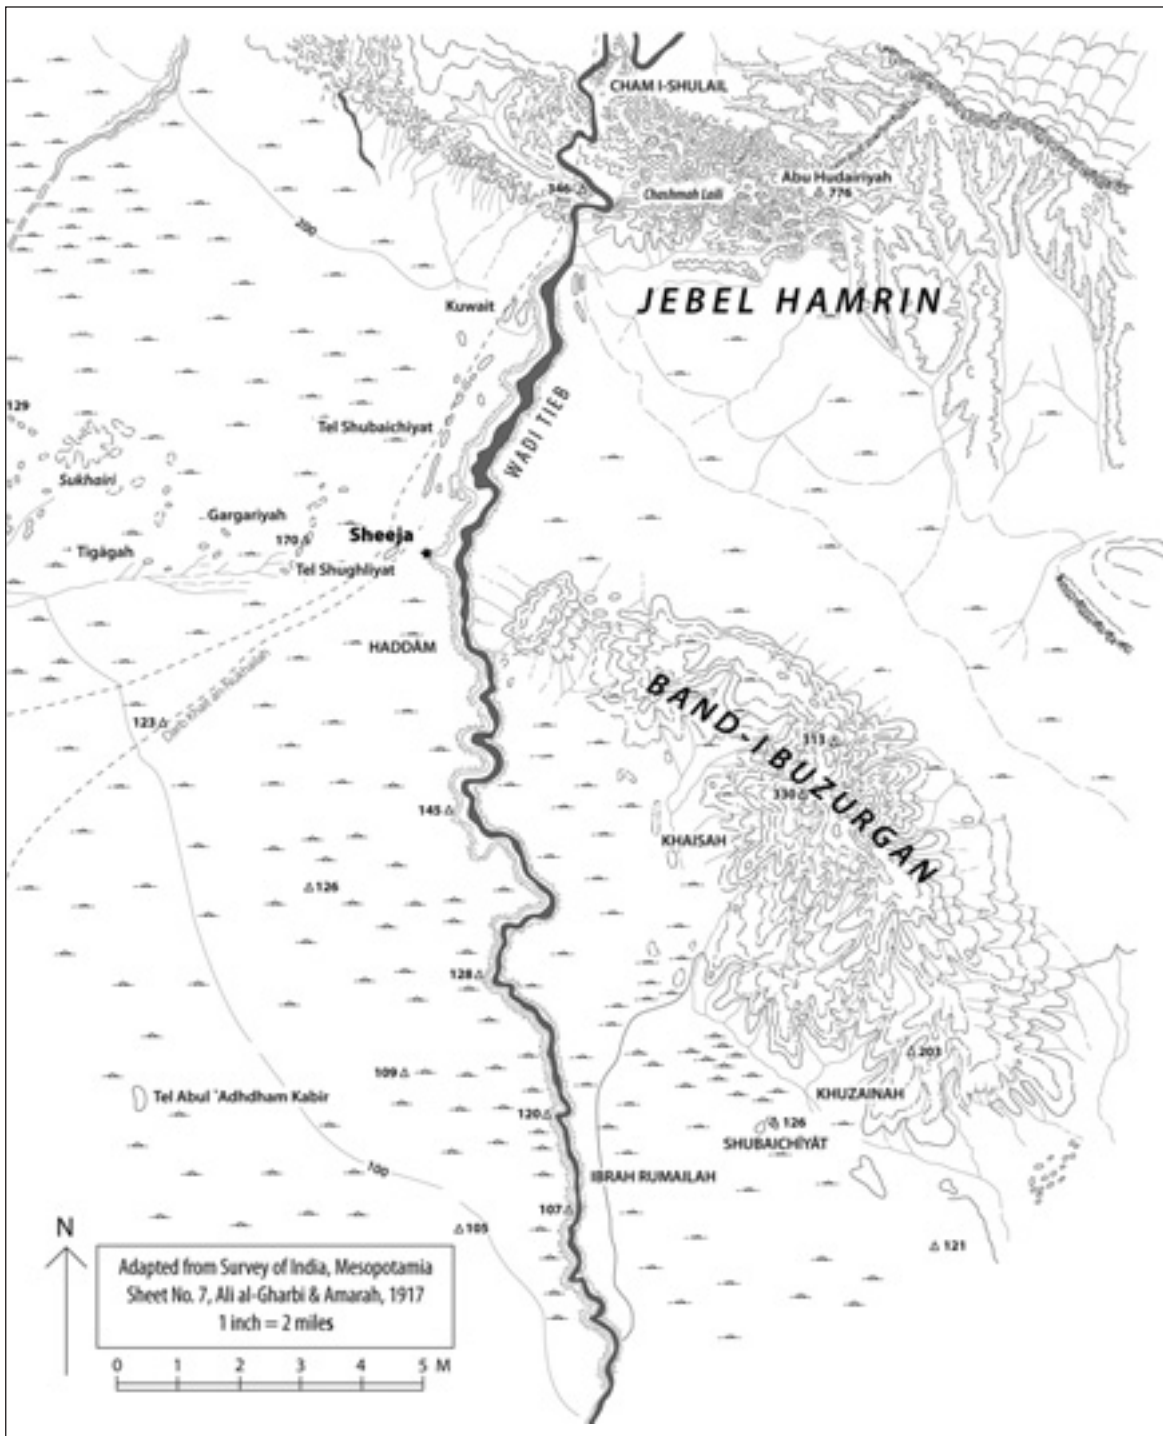 CHAM I-SHULAIL
Abu Hudairiyah
776
346
Chashmah Laili
200
JEBEL HAMRIN
Kuwait
WADI TIEB
129
Tel Shubaichiyat
Sukhairi
Gargariyah
170
Sheeja
Tigāgah
Tel Shughliyat
HADDĀM
BAND-I BUZURGAN
123
313
330
145
KHAISAH
126
128
203
109
Tel Abul 'Adhdham Kabir
KHUZAINAH
120
126
SHUBAICHĪYĀT
100
IBRAH RUMAILAH
107
105
121
N
Adapted from Survey of India, Mesopotamia
Sheet No. 7, Ali al-Gharbi & Amarah, 1917
1 inch = 2 miles
0 1 2 3 4 5 M